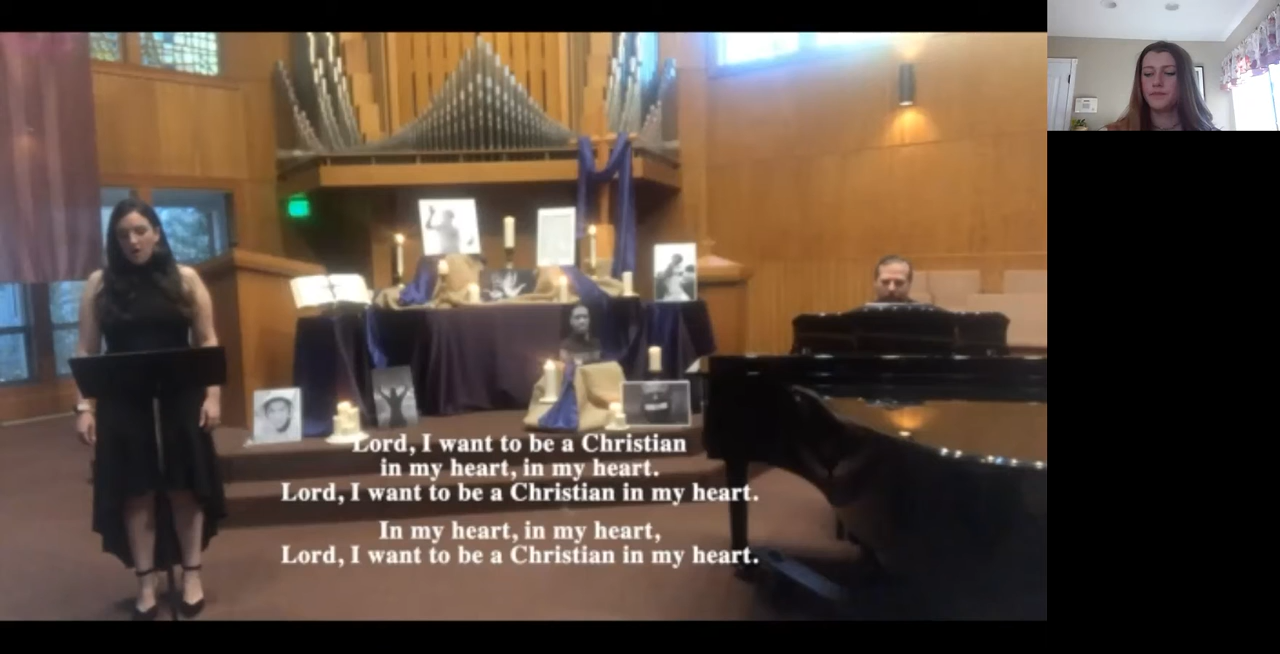 Lord, I want to be a Christian
in my heart, in my heart.
Lord, I want to be a Christian in my heart.
In my heart, in my heart,
Lord, I want to be a Christian in my heart.